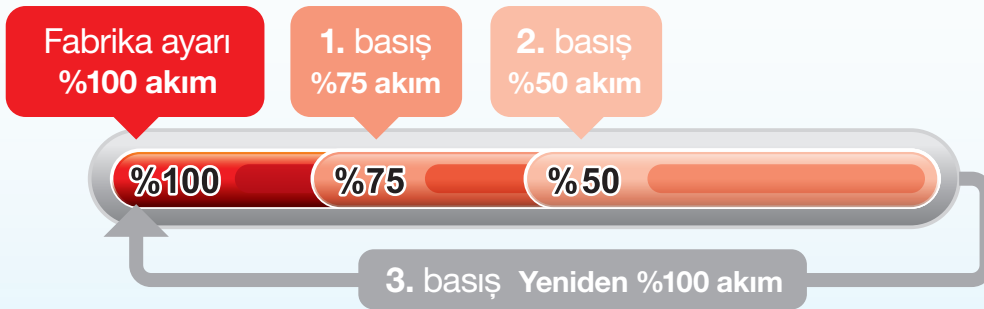 Fabrika ayarı
%100 akım
1. basış
%75 akım
2. basış
%50 akım
%100
%75
%50
3. basış Yeniden %100 akım